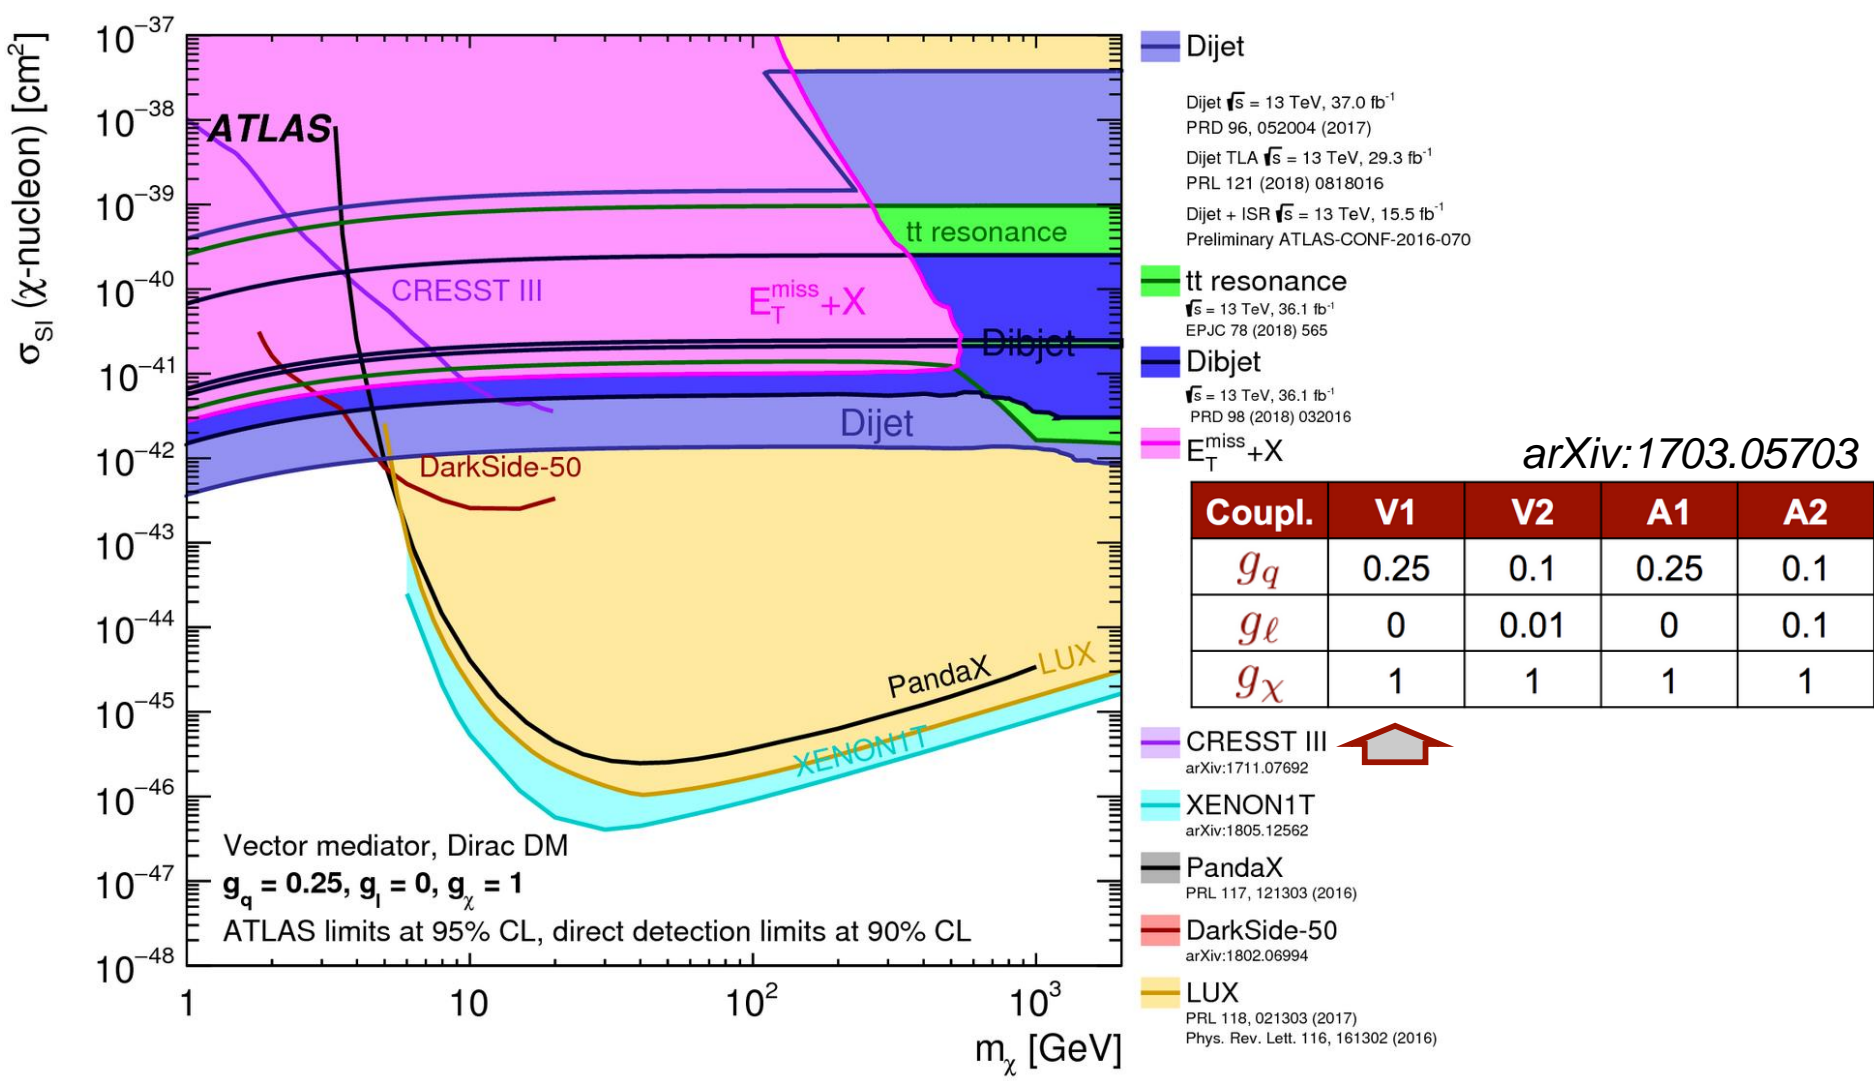 σSI (χ-nucleon) [cm²]
10⁻³⁷
10⁻³⁸
10⁻³⁹
10⁻⁴⁰
10⁻⁴¹
10⁻⁴²
10⁻⁴³
10⁻⁴⁴
10⁻⁴⁵
10⁻⁴⁶
10⁻⁴⁷
10⁻⁴⁸
ATLAS
tt resonance
CRESST III
E_T^miss+X
Dibjet
Dijet
DarkSide-50
PandaX
LUX
XENON1T
Vector mediator, Dirac DM
g_q = 0.25, g_l = 0, g_χ = 1
ATLAS limits at 95% CL, direct detection limits at 90% CL
1 10 10² 10³
m_χ [GeV]
Dijet
Dijet √s = 13 TeV, 37.0 fb⁻¹
PRD 96, 052004 (2017)
Dijet TLA √s = 13 TeV, 29.3 fb⁻¹
PRL 121 (2018) 0818016
Dijet + ISR √s = 13 TeV, 15.5 fb⁻¹
Preliminary ATLAS-CONF-2016-070
tt resonance
√s = 13 TeV, 36.1 fb⁻¹
EPJC 78 (2018) 565
Dibjet
√s = 13 TeV, 36.1 fb⁻¹
PRD 98 (2018) 032016
E_T^miss+X
arXiv:1703.05703
Coupl. V1 V2 A1 A2
g_q 0.25 0.1 0.25 0.1
g_ℓ 0 0.01 0 0.1
g_χ 1 1 1 1
CRESST III
arXiv:1711.07692
XENON1T
arXiv:1805.12562
PandaX
PRL 117, 121303 (2016)
DarkSide-50
arXiv:1802.06994
LUX
PRL 118, 021303 (2017)
Phys. Rev. Lett. 116, 161302 (2016)